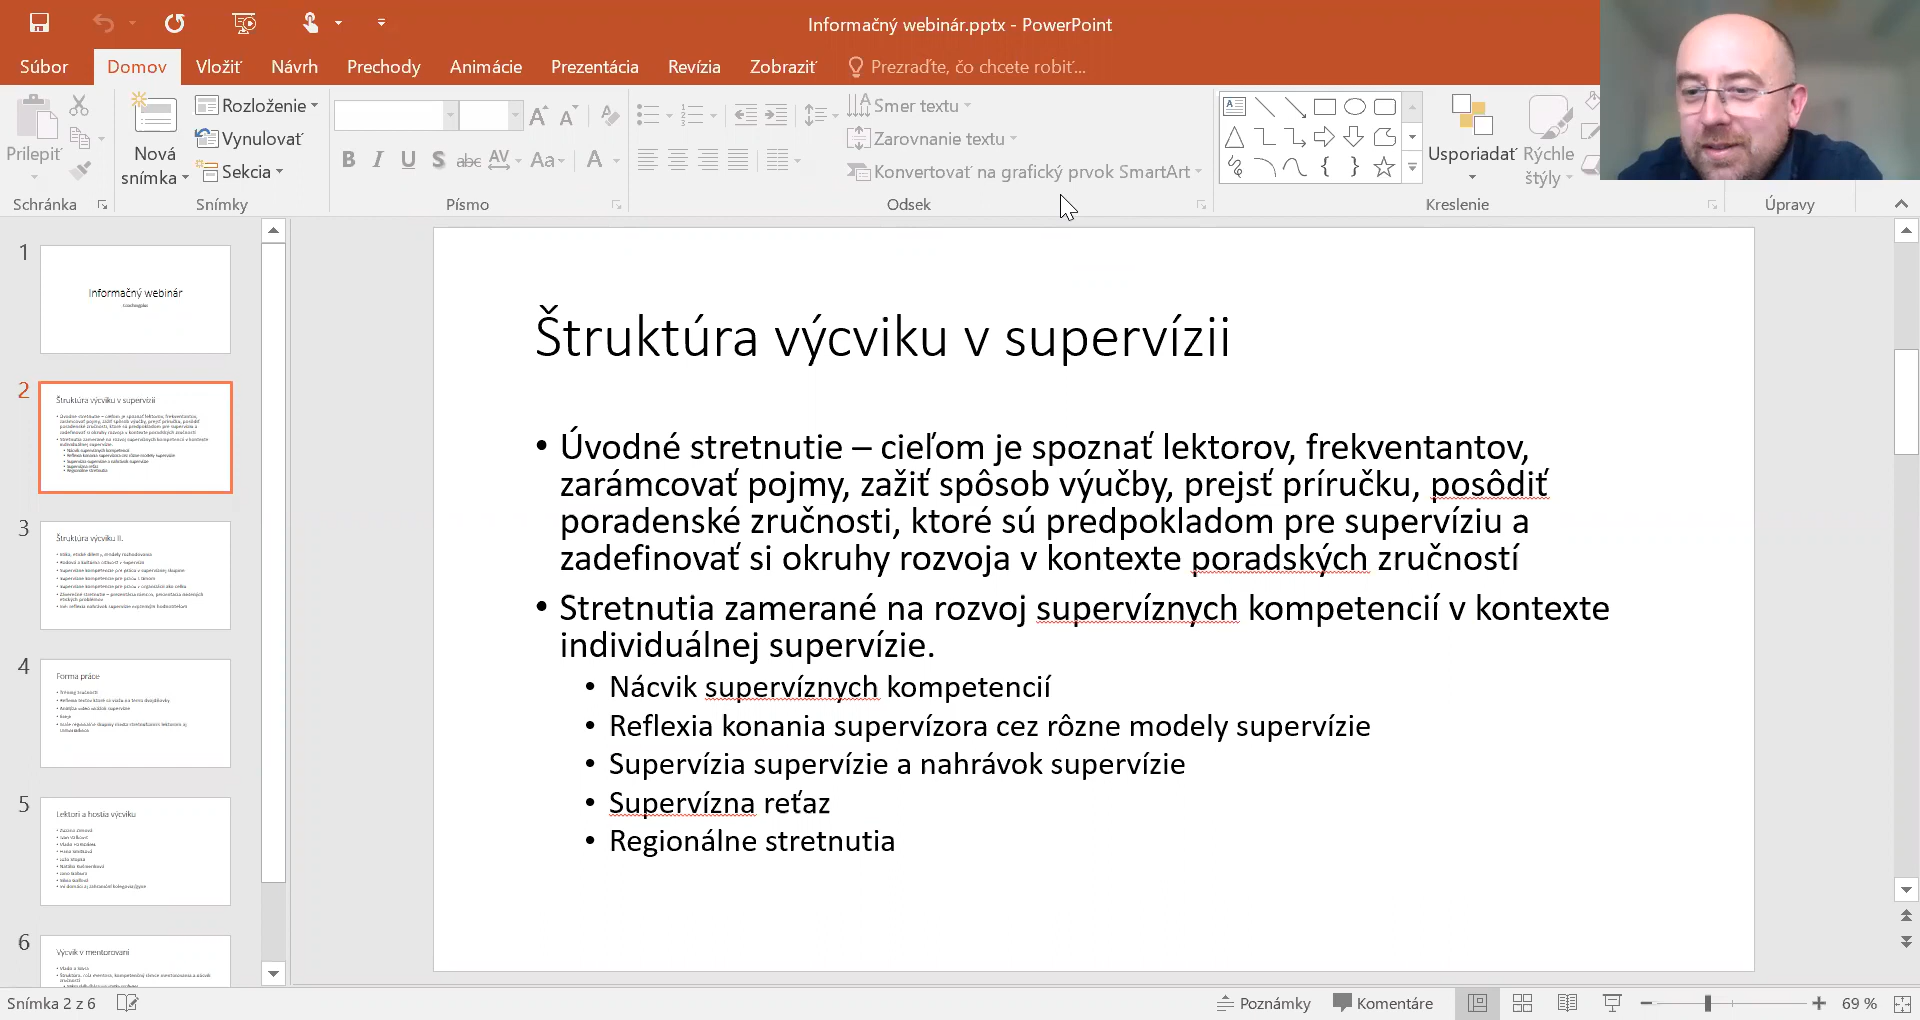 Informačný webinár.pptx - PowerPoint
Súbor Domov Vložiť Návrh Prechody Animácie Prezentácia Revízia Zobraziť Prezraďte, čo chcete robiť...
Prilepiť
Schránka
Nová
snímka
Rozloženie
Vynulovať
Sekcia
Snímky
B I U S abc AV Aa A
Písmo
Smer textu
Zarovnanie textu
Konvertovať na grafický prvok SmartArt
Odsek
Usporiadať
Rýchle
štýly
Kreslenie
Úpravy
1
Informačný webinár
2
Štruktúra výcviku v supervízii
3
Štruktúra výcviku II.
4
Forma práce
5
Lektori a hostia výcviku
6
Výcvik v mentorovaní
Štruktúra výcviku v supervízii
• Úvodné stretnutie – cieľom je spoznať lektorov, frekventantov,
zarámcovať pojmy, zažiť spôsob výučby, prejsť príručku, posôdiť
poradenské zručnosti, ktoré sú predpokladom pre supervíziu a
zadefinovať si okruhy rozvoja v kontexte poradských zručností
• Stretnutia zamerané na rozvoj supervíznych kompetencií v kontexte
individuálnej supervízie.
• Nácvik supervíznych kompetencií
• Reflexia konania supervízora cez rôzne modely supervízie
• Supervízia supervízie a nahrávok supervízie
• Supervízna reťaz
• Regionálne stretnutia
Snímka 2 z 6
Poznámky Komentáre 69 %